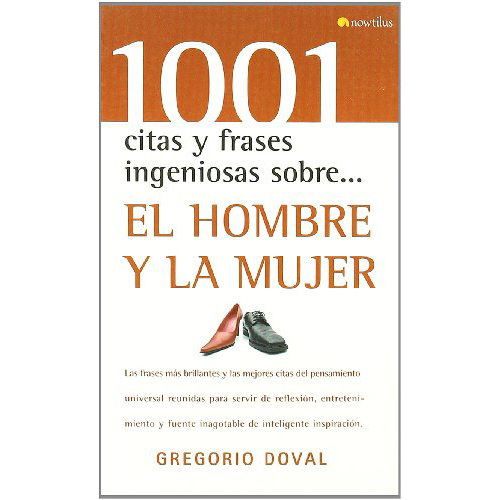 nowtilus
1001
citas y frases
ingeniosas sobre...
EL HOMBRE
Y LA MUJER
Las frases más brillantes y las mejores citas del pensamiento
universal reunidas para servir de reflexión, entreteni-
miento y fuente inagotable de inteligente inspiración.
GREGORIO DOVAL